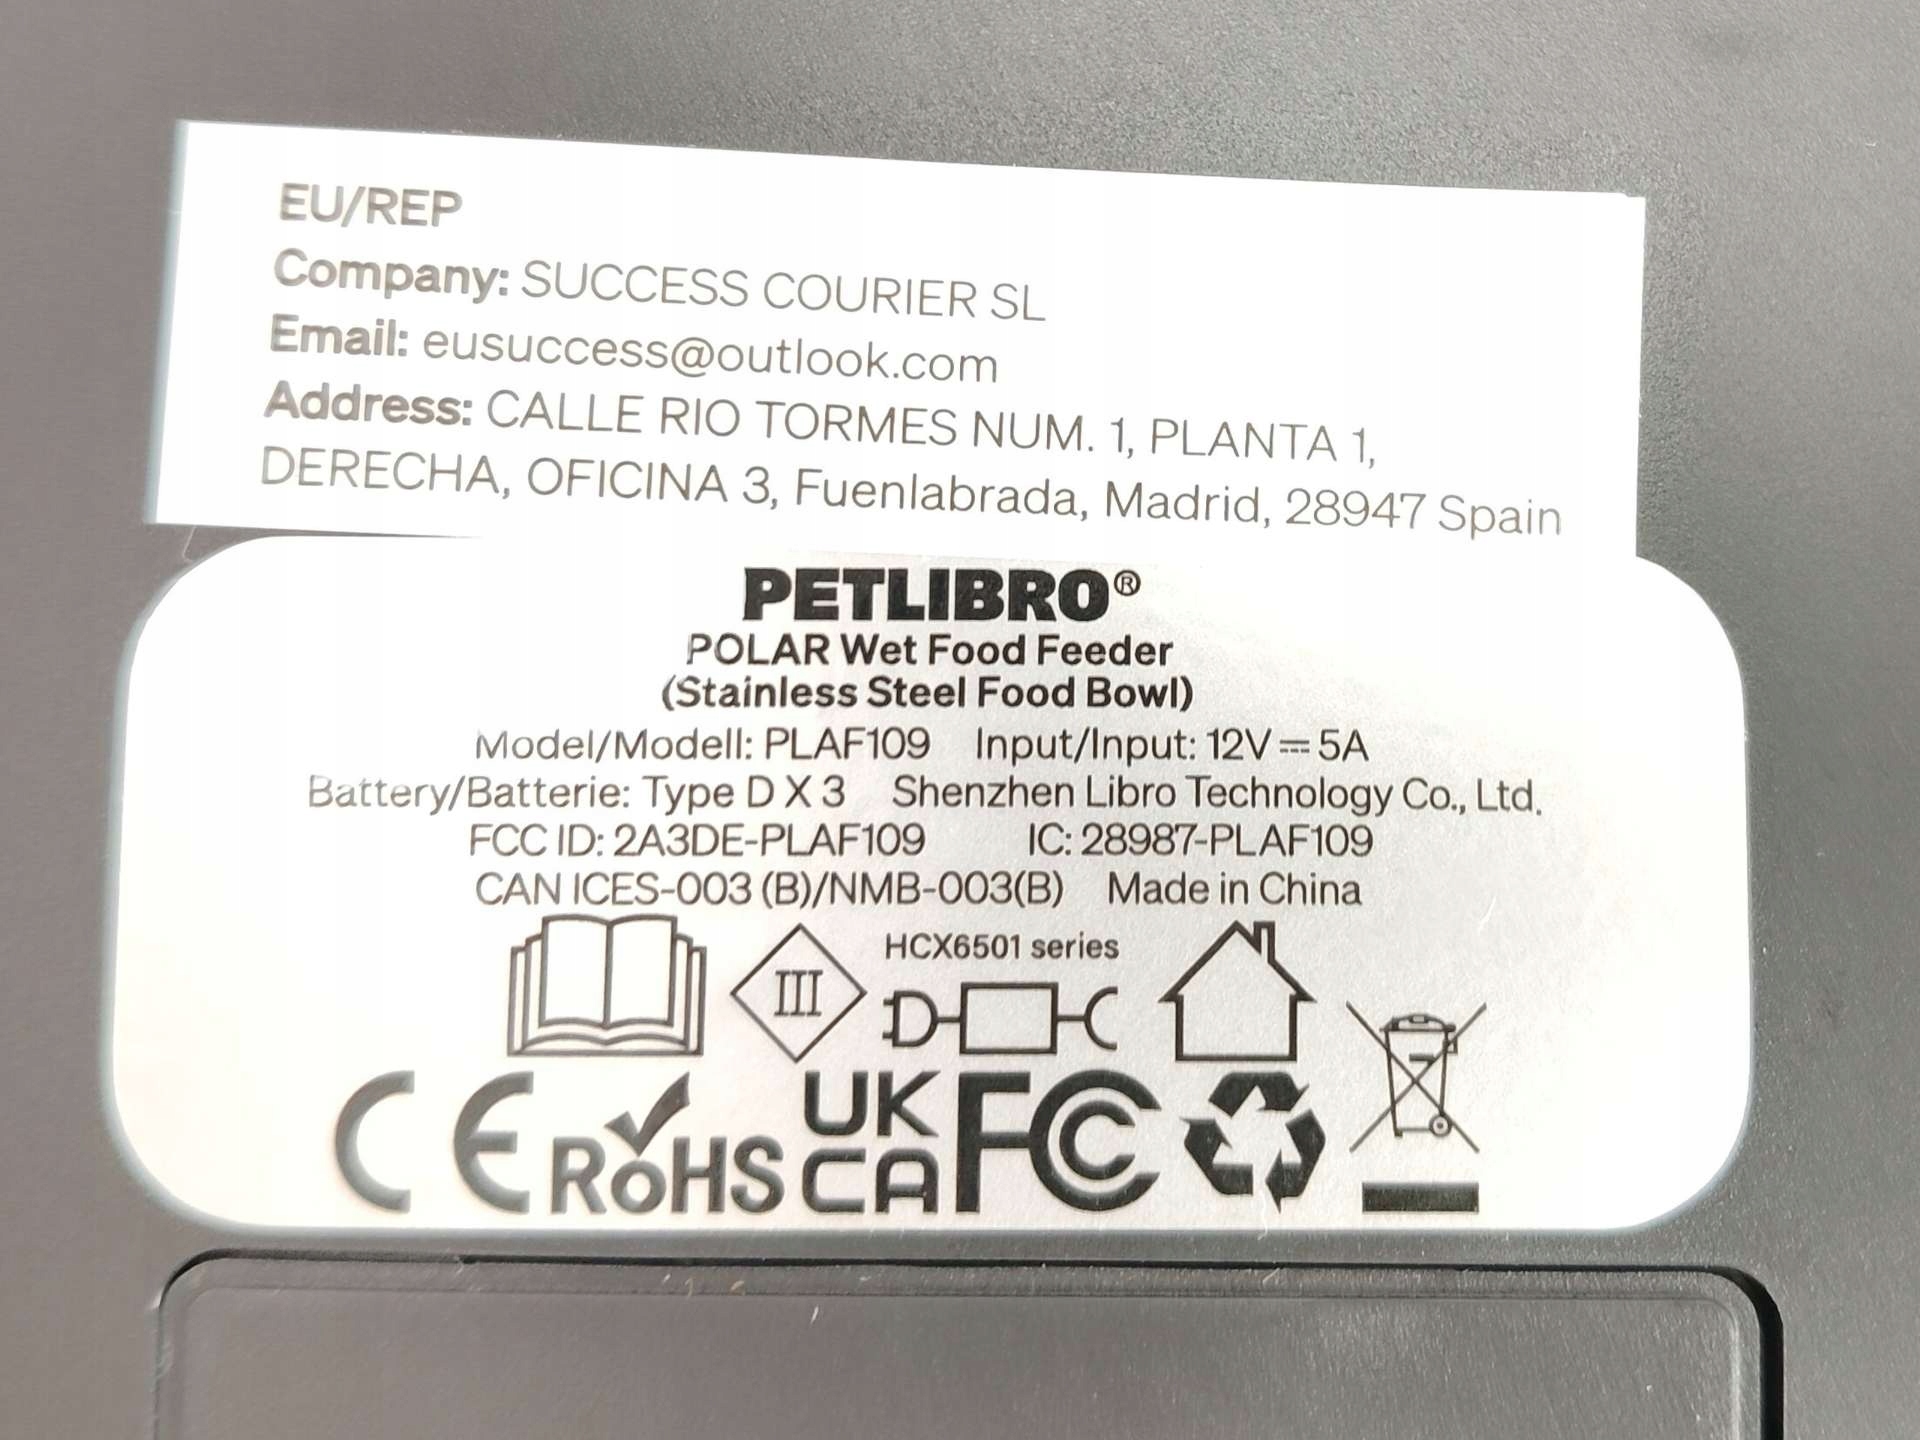 EU/REP
Company: SUCCESS COURIER SL
Email: eusuccess@outlook.com
Address: CALLE RIO TORMES NUM. 1, PLANTA 1,
DERECHA, OFICINA 3, Fuenlabrada, Madrid, 28947 Spain
PETLIBRO®
POLAR Wet Food Feeder
(Stainless Steel Food Bowl)
Model/Modell: PLAF109 Input/Input: 12V⎓5A
Battery/Batterie: Type D X 3 Shenzhen Libro Technology Co., Ltd.
FCC ID: 2A3DE-PLAF109 IC: 28987-PLAF109
CAN ICES-003 (B)/NMB-003(B) Made in China
III HCX6501 series
CE RoHS UK CA FC